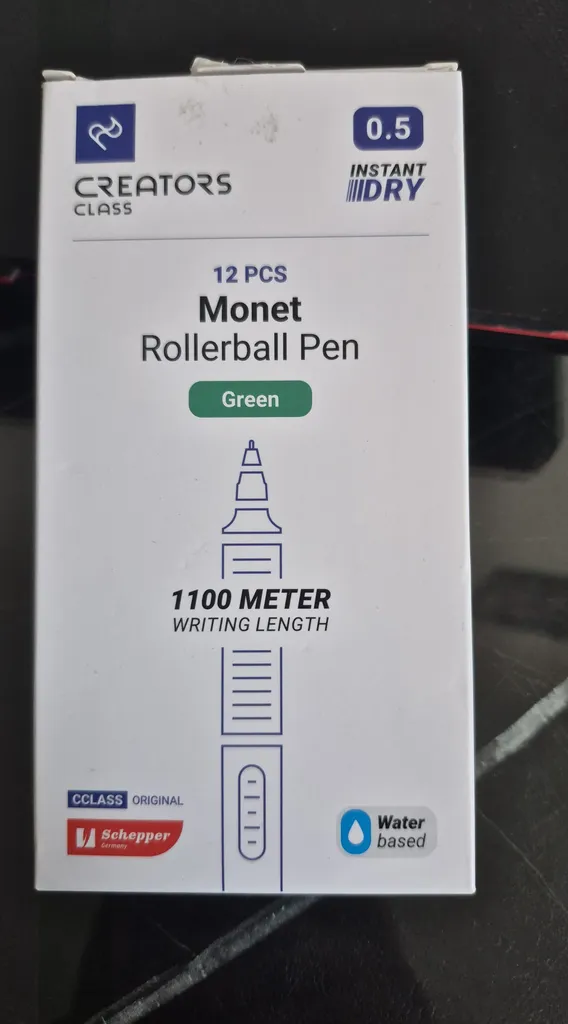 CREATORS
CLASS
0.5
INSTANT
DRY
12 PCS
Monet
Rollerball Pen
Green
1100 METER
WRITING LENGTH
CCLASS ORIGINAL
Schepper
Germany
Water
based